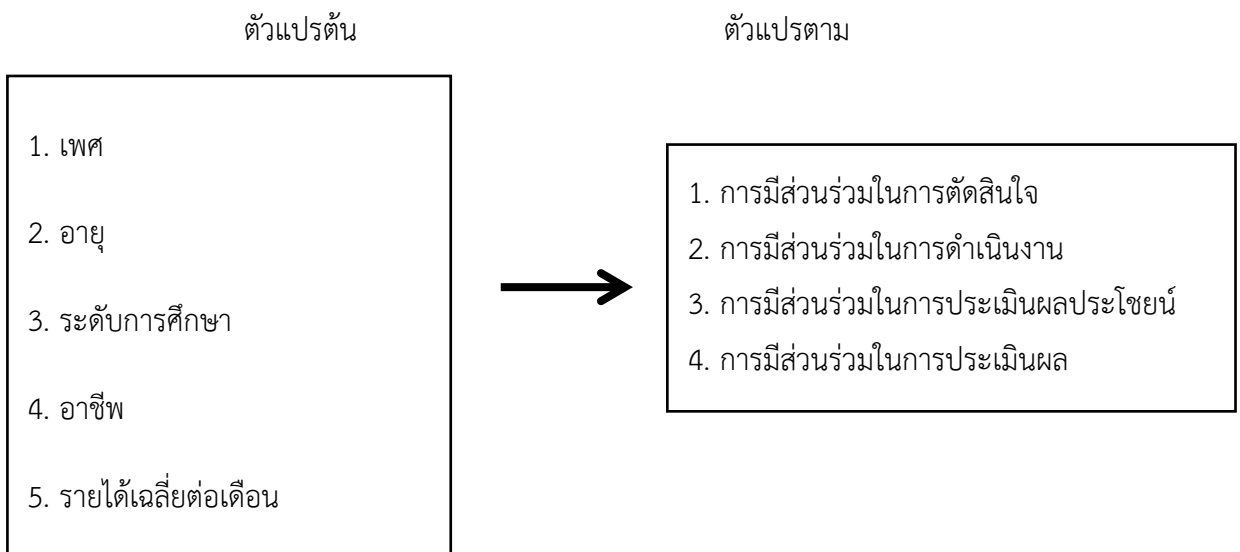 ตัวแปรต้น
ตัวแปรตาม
1. เพศ
2. อายุ
3. ระดับการศึกษา
4. อาชีพ
5. รายได้เฉลี่ยต่อเดือน
1. การมีส่วนร่วมในการตัดสินใจ
2. การมีส่วนร่วมในการดำเนินงาน
3. การมีส่วนร่วมในการประเมินผลประโชยน์
4. การมีส่วนร่วมในการประเมินผล